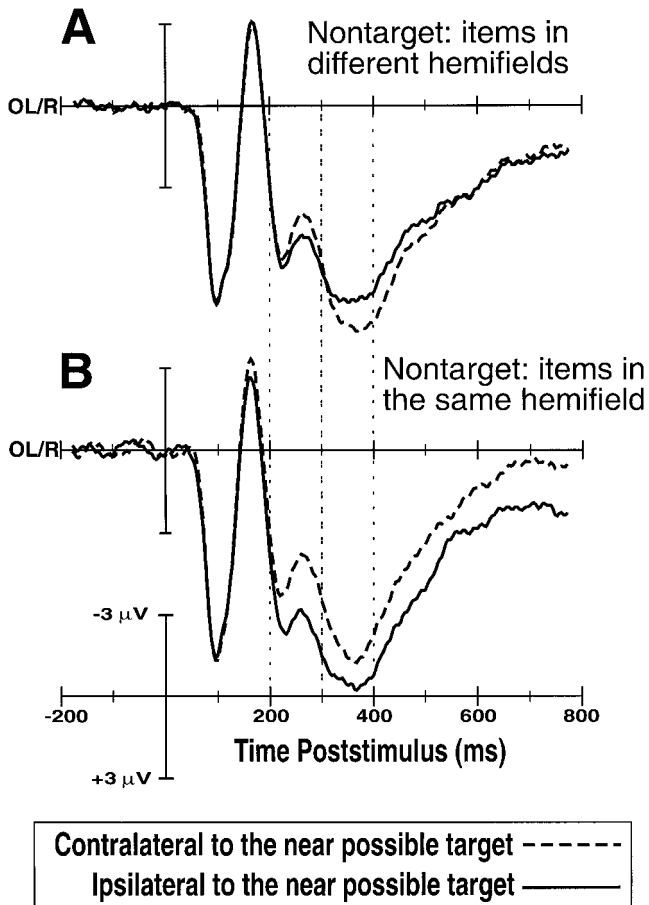 A
Nontarget: items in
different hemifields
OL/R
B
Nontarget: items in
the same hemifield
OL/R
-3 µV
-200
200
400
600
800
Time Poststimulus (ms)
+3 µV
Contralateral to the near possible target
Ipsilateral to the near possible target